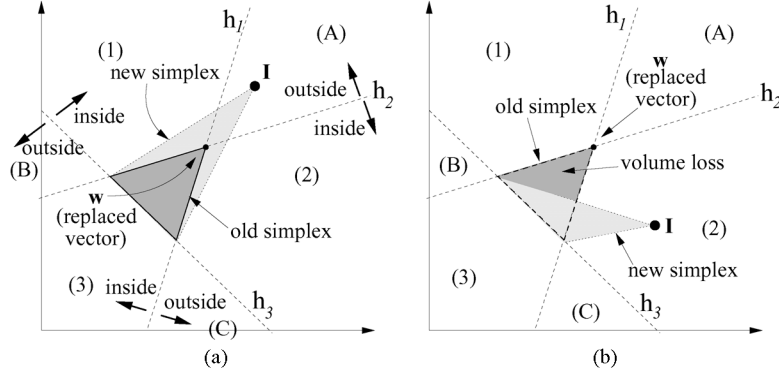 h1
(A)
(1)
I
new simplex
outside
h2
inside
inside
outside
(B)
(2)
w
(replaced
vector)
old simplex
(3)
inside
outside
h3
(C)
(a)
h1
(A)
(1)
w
(replaced
vector)
old simplex
h2
(B)
volume loss
I
(2)
new simplex
(3)
h3
(C)
(b)